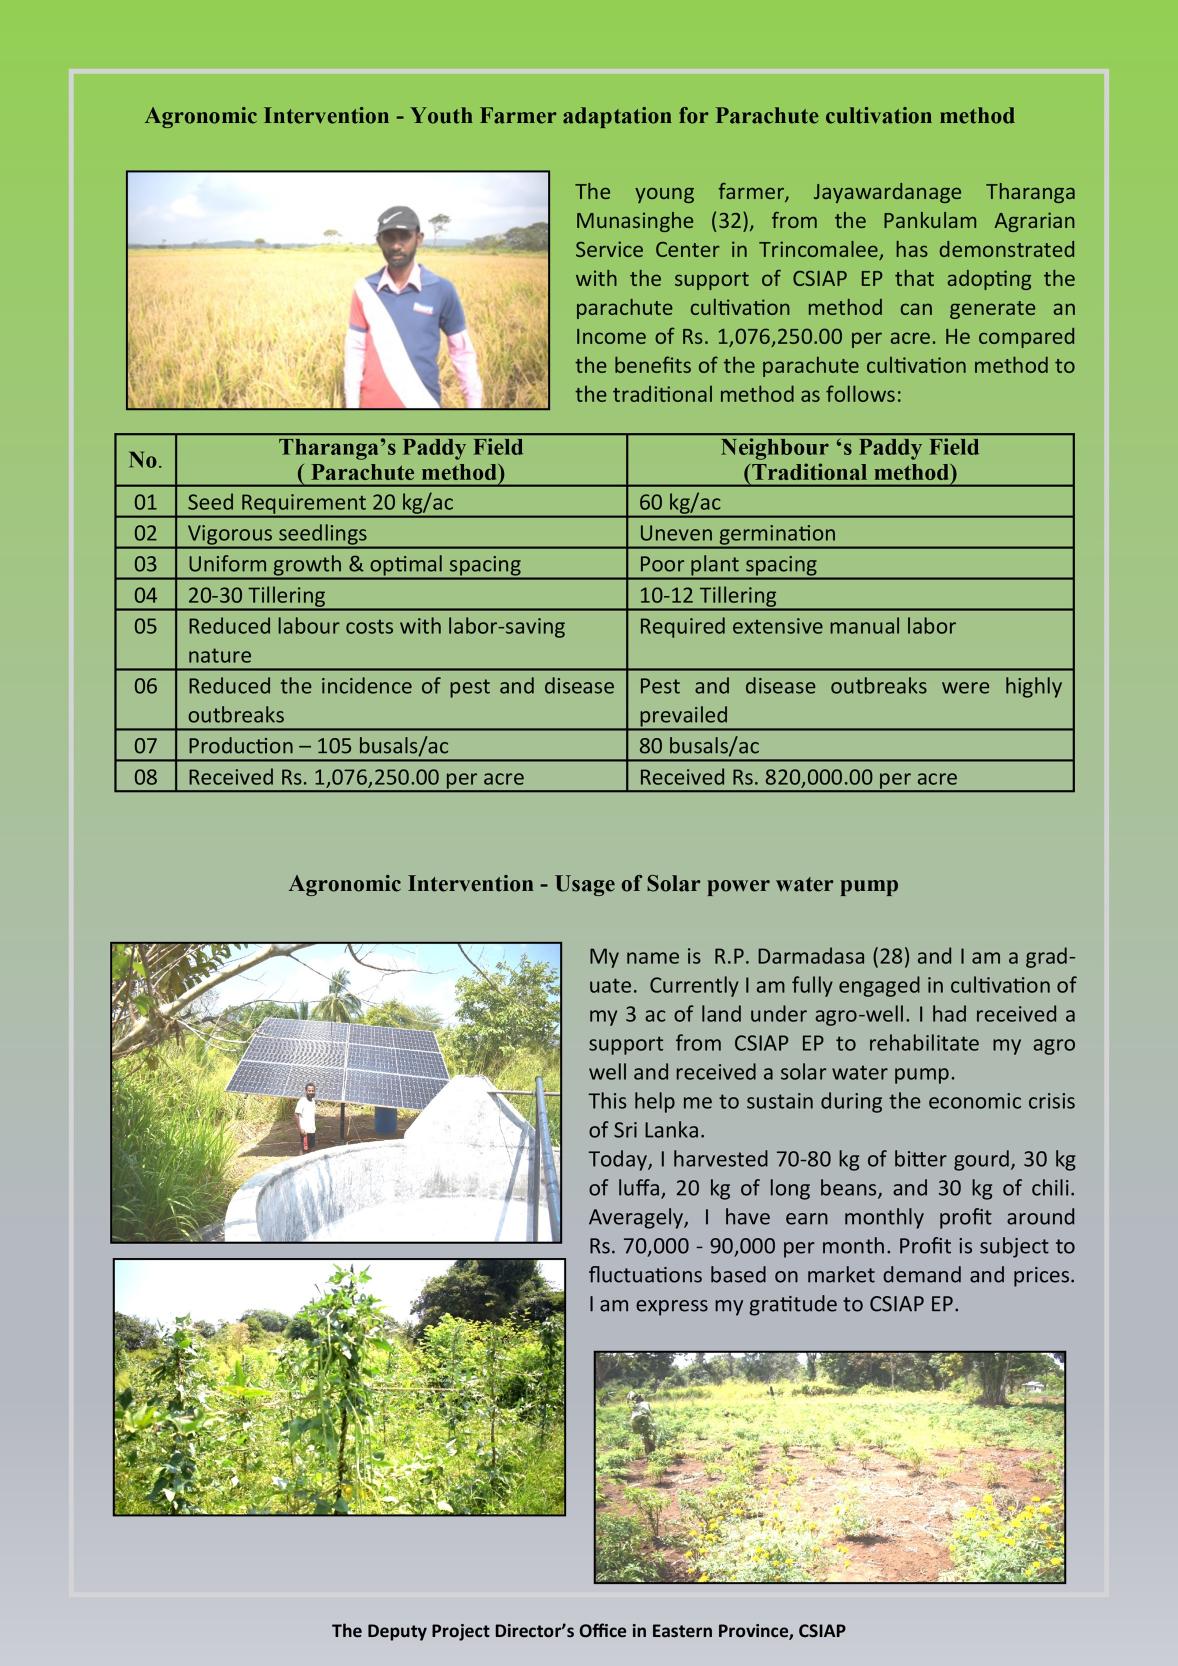 Agronomic Intervention - Youth Farmer adaptation for Parachute cultivation method
The young farmer, Jayawardanage Tharanga
Munasinghe (32), from the Pankulam Agrarian
Service Center in Trincomalee, has demonstrated
with the support of CSIAP EP that adopting the
parachute cultivation method can generate an
Income of Rs. 1,076,250.00 per acre. He compared
the benefits of the parachute cultivation method to
the traditional method as follows:
No. Tharanga’s Paddy Field Neighbour ‘s Paddy Field
( Parachute method) (Traditional method)
01 Seed Requirement 20 kg/ac 60 kg/ac
02 Vigorous seedlings Uneven germination
03 Uniform growth & optimal spacing Poor plant spacing
04 20-30 Tillering 10-12 Tillering
05 Reduced labour costs with labor-saving Required extensive manual labor
nature
06 Reduced the incidence of pest and disease Pest and disease outbreaks were highly
outbreaks prevailed
07 Production – 105 busals/ac 80 busals/ac
08 Received Rs. 1,076,250.00 per acre Received Rs. 820,000.00 per acre
Agronomic Intervention - Usage of Solar power water pump
My name is R.P. Darmadasa (28) and I am a grad-
uate. Currently I am fully engaged in cultivation of
my 3 ac of land under agro-well. I had received a
support from CSIAP EP to rehabilitate my agro
well and received a solar water pump.
This help me to sustain during the economic crisis
of Sri Lanka.
Today, I harvested 70-80 kg of bitter gourd, 30 kg
of luffa, 20 kg of long beans, and 30 kg of chili.
Averagely, I have earn monthly profit around
Rs. 70,000 - 90,000 per month. Profit is subject to
fluctuations based on market demand and prices.
I am express my gratitude to CSIAP EP.
The Deputy Project Director’s Office in Eastern Province, CSIAP